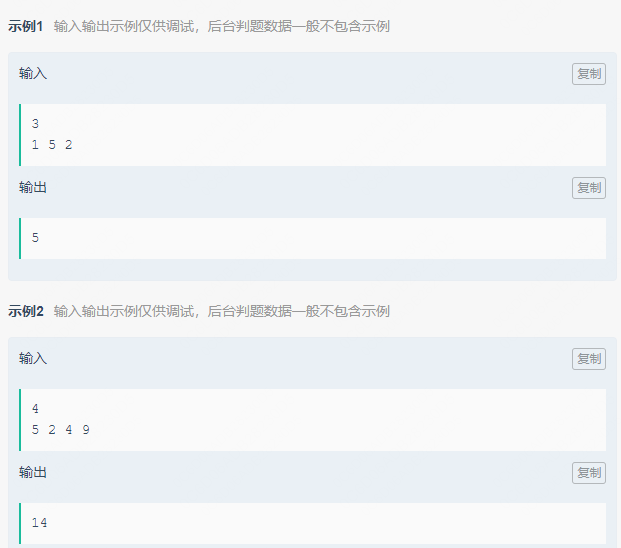 示例1 输入输出示例仅供调试，后台判题数据一般不包含示例
输入 复制
3
1 5 2
输出 复制
5
示例2 输入输出示例仅供调试，后台判题数据一般不包含示例
输入 复制
4
5 2 4 9
输出 复制
14